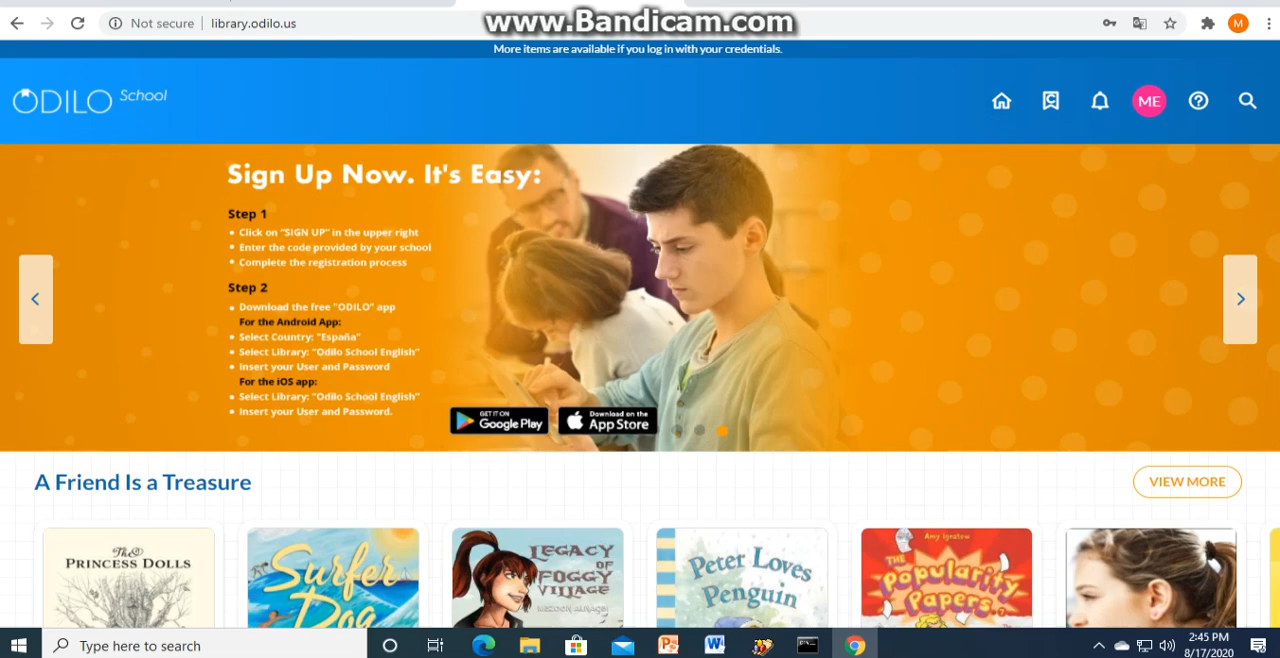 www.Bandicam.com
Not secure | library.odilo.us
M
More items are available if you log in with your credentials.
ODILO School
ME
Sign Up Now. It's Easy:
Step 1
• Click on "SIGN UP" in the upper right
• Enter the code provided by your school
• Complete the registration process
Step 2
• Download the free "ODILO" app
For the Android App:
• Select Country: "España"
• Select Library: "Odilo School English"
• Insert your User and Password
For the iOS app:
• Select Library: "Odilo School English"
• Insert your User and Password.
GET IT ON
Google Play
Download on the
App Store
A Friend Is a Treasure
VIEW MORE
The
PRINCESS DOLLS
Surfer
Dog
LEGACY
OF
FOGGY
VILLAGE
Peter Loves
Penguin
Amy Ignatow
THE
Popularity
Papers
Type here to search
2:45 PM
8/17/2020